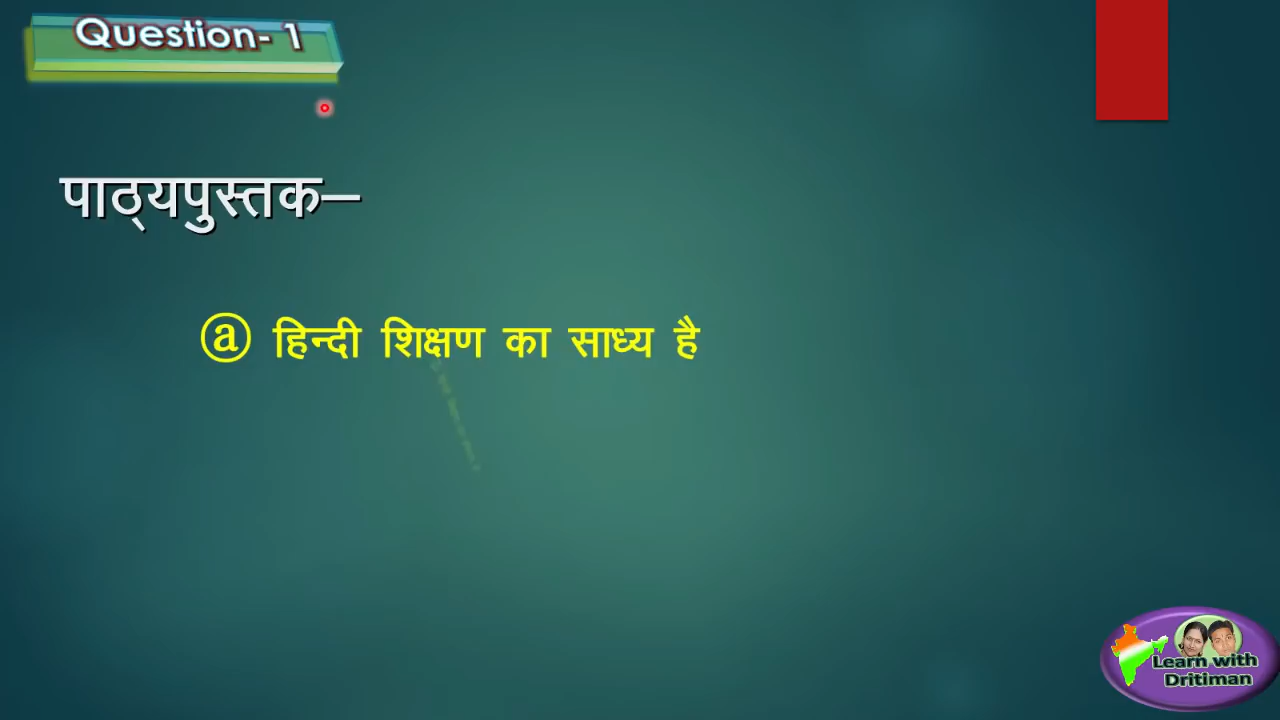 Question- 1
पाठ्यपुस्तक–
ⓐ हिन्दी शिक्षण का साध्य है
Learn with
Dritiman